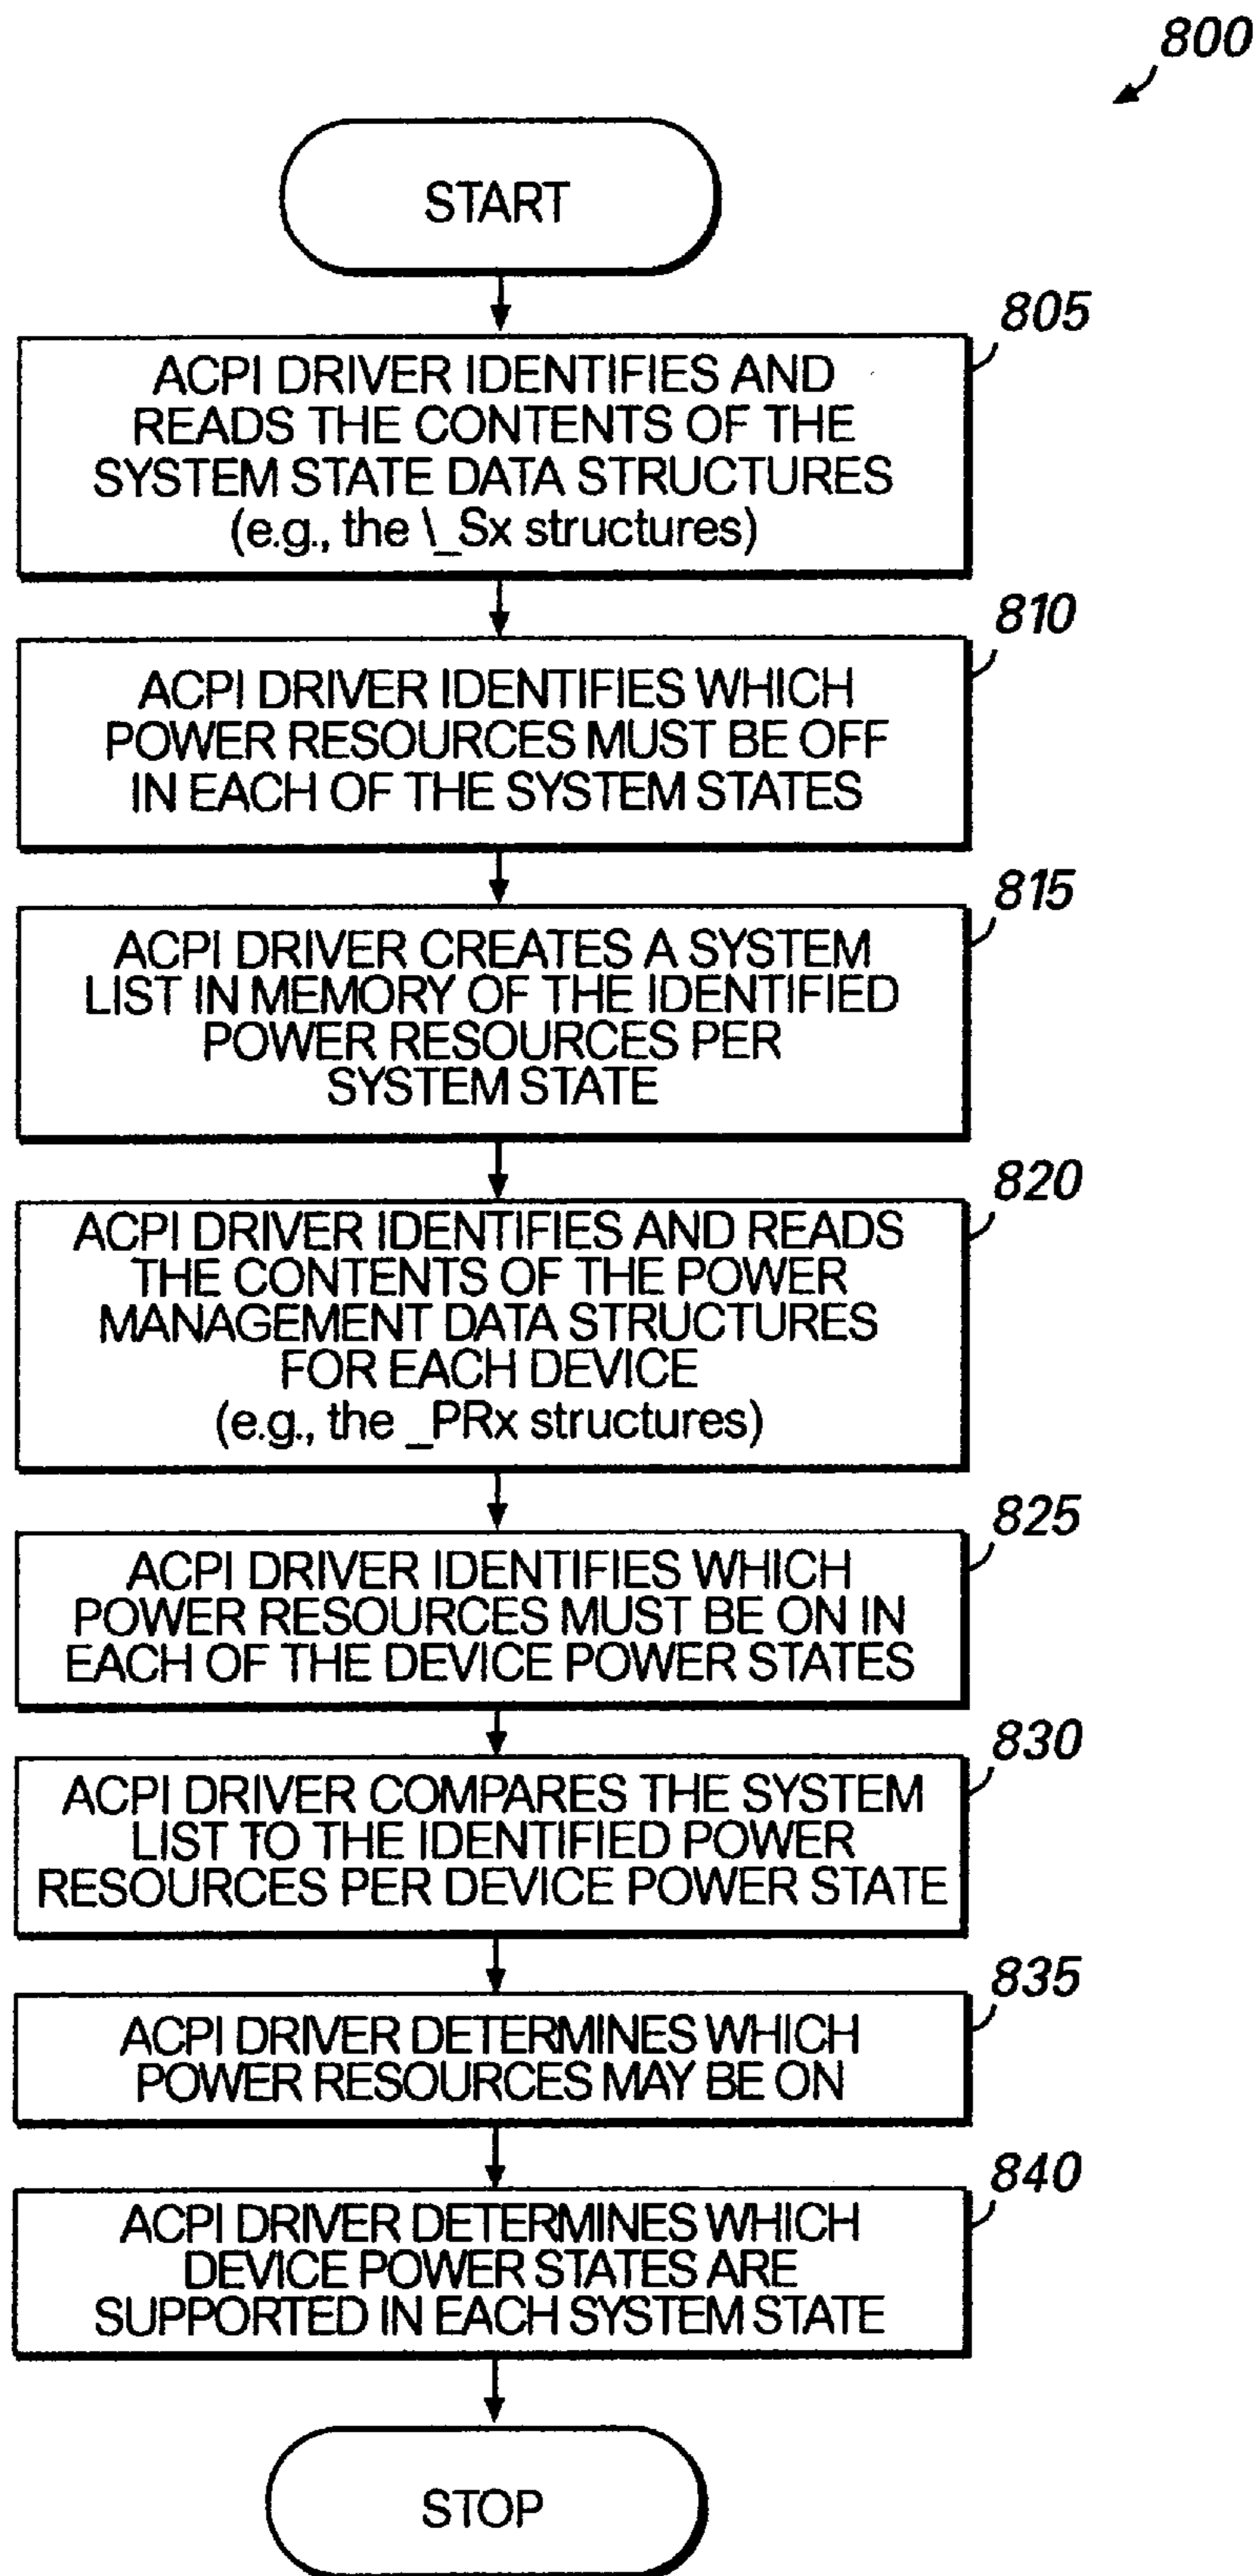 800
START
805
ACPI DRIVER IDENTIFIES AND
READS THE CONTENTS OF THE
SYSTEM STATE DATA STRUCTURES
(e.g., the \_Sx structures)
810
ACPI DRIVER IDENTIFIES WHICH
POWER RESOURCES MUST BE OFF
IN EACH OF THE SYSTEM STATES
815
ACPI DRIVER CREATES A SYSTEM
LIST IN MEMORY OF THE IDENTIFIED
POWER RESOURCES PER
SYSTEM STATE
820
ACPI DRIVER IDENTIFIES AND READS
THE CONTENTS OF THE POWER
MANAGEMENT DATA STRUCTURES
FOR EACH DEVICE
(e.g., the _PRx structures)
825
ACPI DRIVER IDENTIFIES WHICH
POWER RESOURCES MUST BE ON IN
EACH OF THE DEVICE POWER STATES
830
ACPI DRIVER COMPARES THE SYSTEM
LIST TO THE IDENTIFIED POWER
RESOURCES PER DEVICE POWER STATE
835
ACPI DRIVER DETERMINES WHICH
POWER RESOURCES MAY BE ON
840
ACPI DRIVER DETERMINES WHICH
DEVICE POWER STATES ARE
SUPPORTED IN EACH SYSTEM STATE
STOP